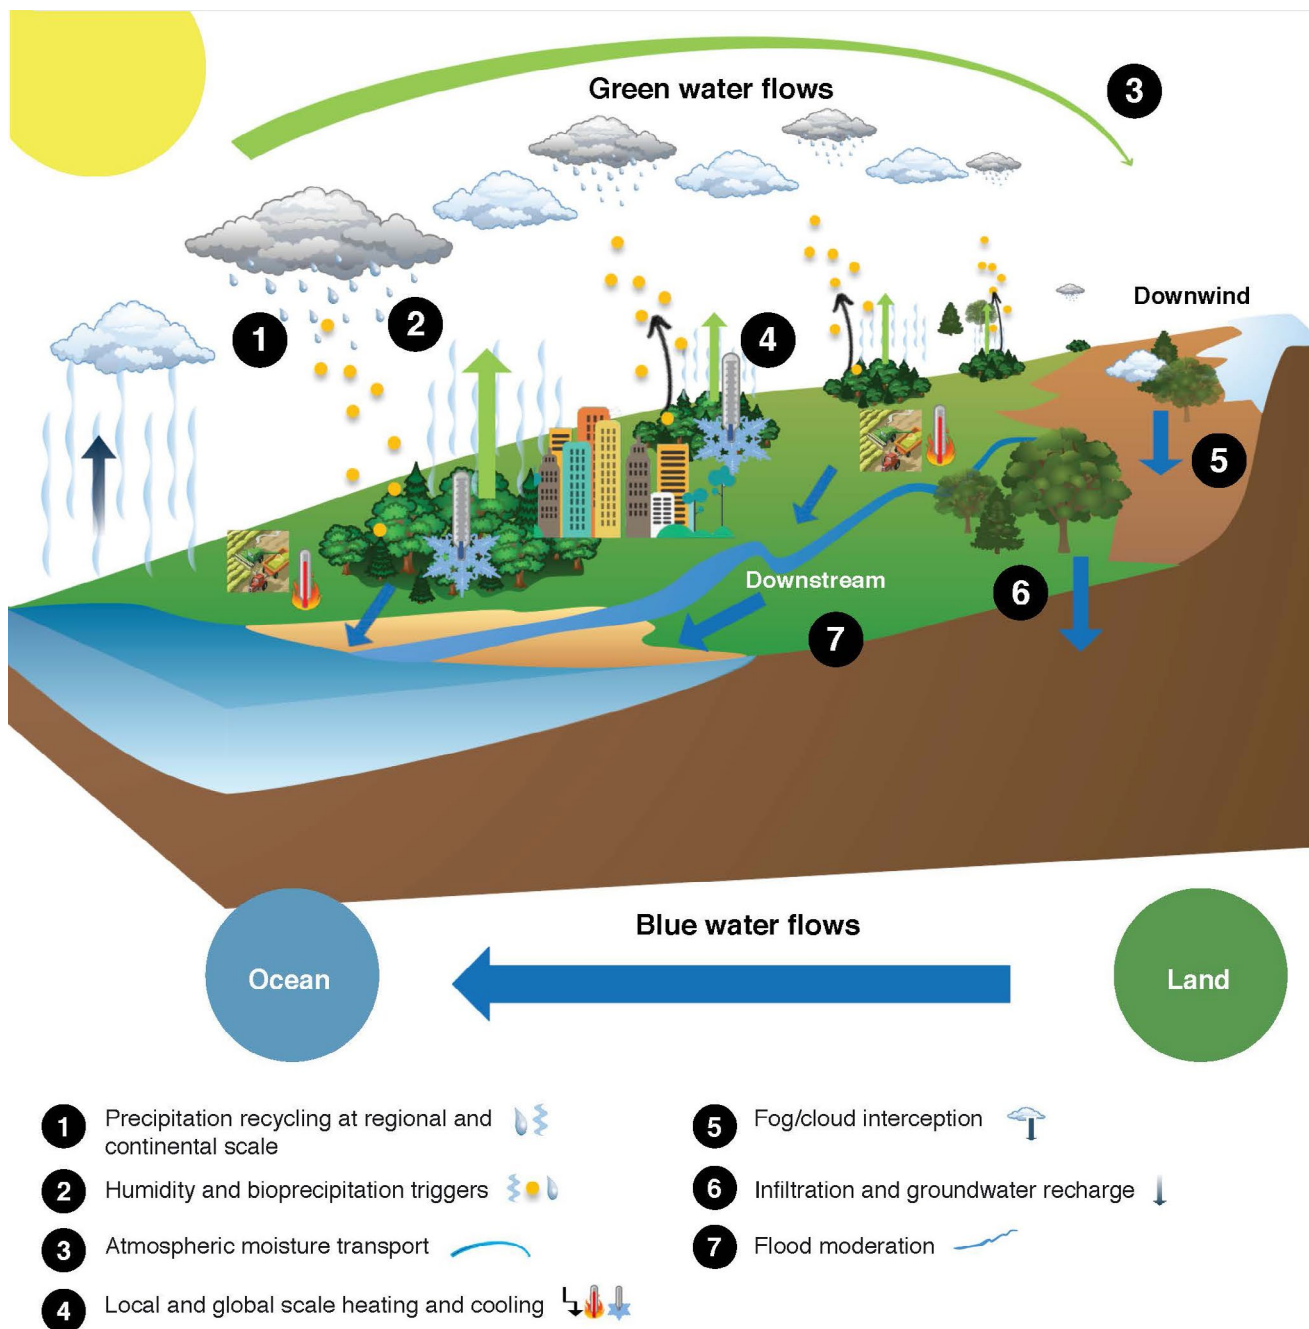 Green water flows
3
1
2
4
Downwind
5
Downstream
6
7
Blue water flows
Ocean
Land
1 Precipitation recycling at regional and
continental scale
2 Humidity and bioprecipitation triggers
3 Atmospheric moisture transport
4 Local and global scale heating and cooling
5 Fog/cloud interception
6 Infiltration and groundwater recharge
7 Flood moderation